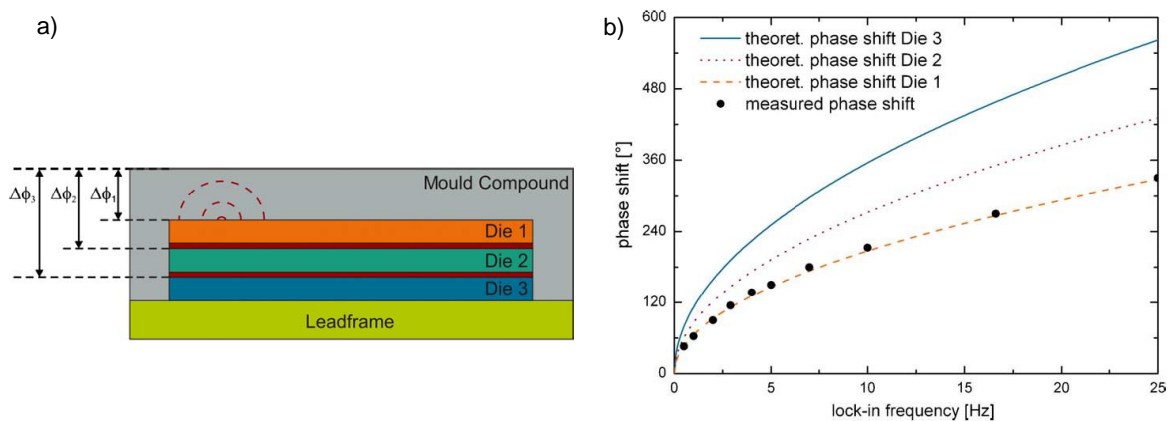 a)
Δϕ₃
Δϕ₂
Δϕ₁
Mould Compound
Die 1
Die 2
Die 3
Leadframe
b)
600
480
360
240
120
0
phase shift [°]
theoret. phase shift Die 3
theoret. phase shift Die 2
theoret. phase shift Die 1
measured phase shift
0 5 10 15 20 25
lock-in frequency [Hz]